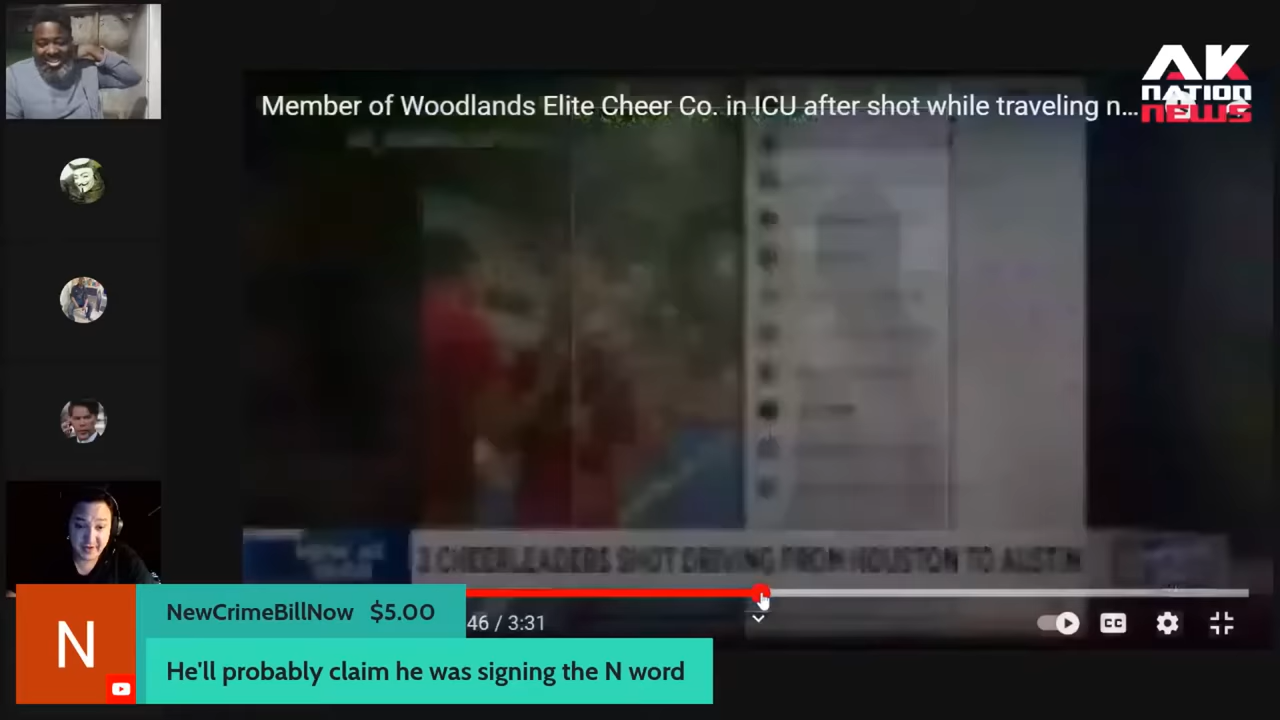 Member of Woodlands Elite Cheer Co. in ICU after shot while traveling n...
AK
NATION
NEWS
CHEERLEADERS SHOT DRIVING FROM HOUSTON TO AUSTIN
46 / 3:31
CC
N
NewCrimeBillNow $5.00
He'll probably claim he was signing the N word